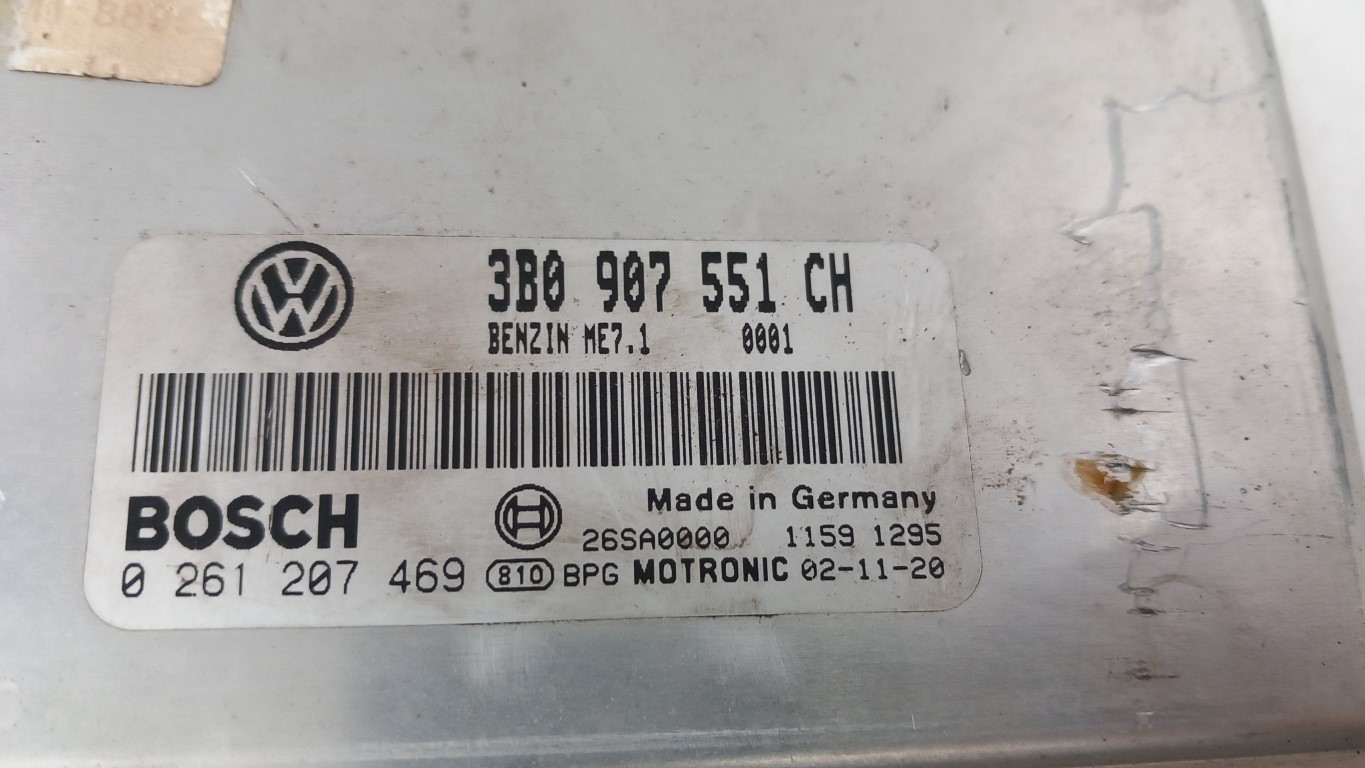 3B0 907 551 CH
BENZIN ME7.1 0001
BOSCH
Made in Germany
26SA0000 1159 1295
0 261 207 469 810 BPG MOTRONIC 02-11-20